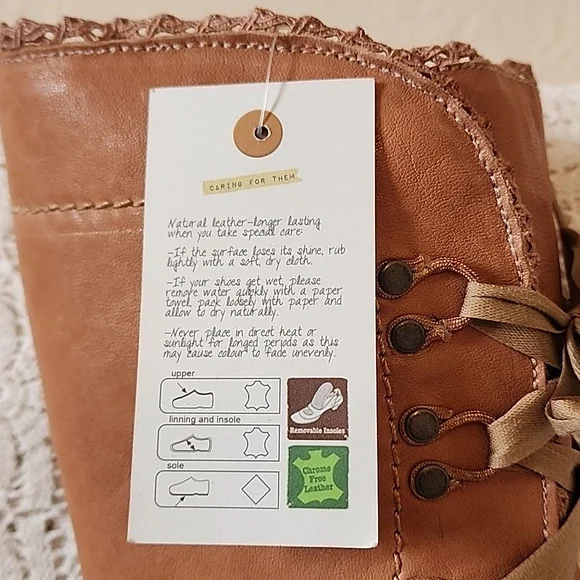 CARING FOR THEM
Natural leather-longer lasting
when you take special care:
-If the surface loses its shine, rub
lightly with a soft, dry cloth.
-If your shoes get wet, please
remove water quickly with a paper
towel, pack loosely with paper and
allow to dry naturally.
-Never place in direct heat or
sunlight for longed periods as this
may cause colour to fade unevenly.
upper
linning and insole
sole
Removable Insoles
Chrome
Free
Leather